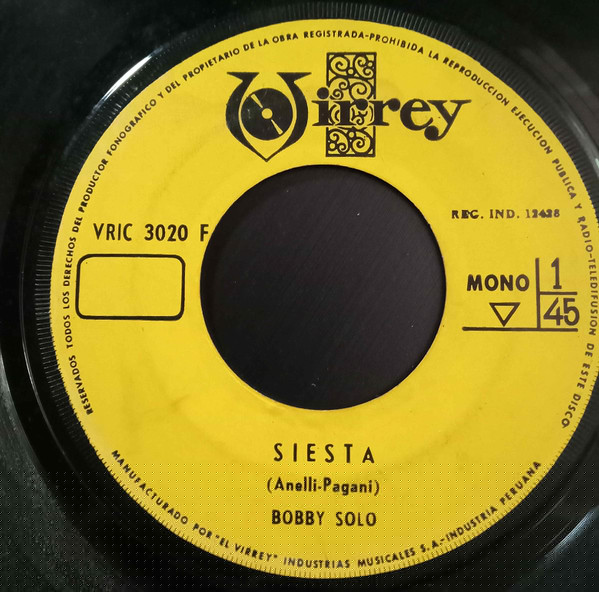 RESERVADOS TODOS LOS DERECHOS DEL PRODUCTOR FONOGRAFICO Y DEL PROPIETARIO DE LA OBRA REGISTRADA-PROHIBIDA LA REPRODUCCION EJECUCION PUBLICA Y RADIO-TELEDIFUSION DE ESTE DISCO
Virrey
REG. IND. 12428
VRIC 3020 F
MONO 1
45
SIESTA
(Anelli-Pagani)
BOBBY SOLO
MANUFACTURADO POR "EL VIRREY" INDUSTRIAS MUSICALES S.A.-INDUSTRIA PERUANA